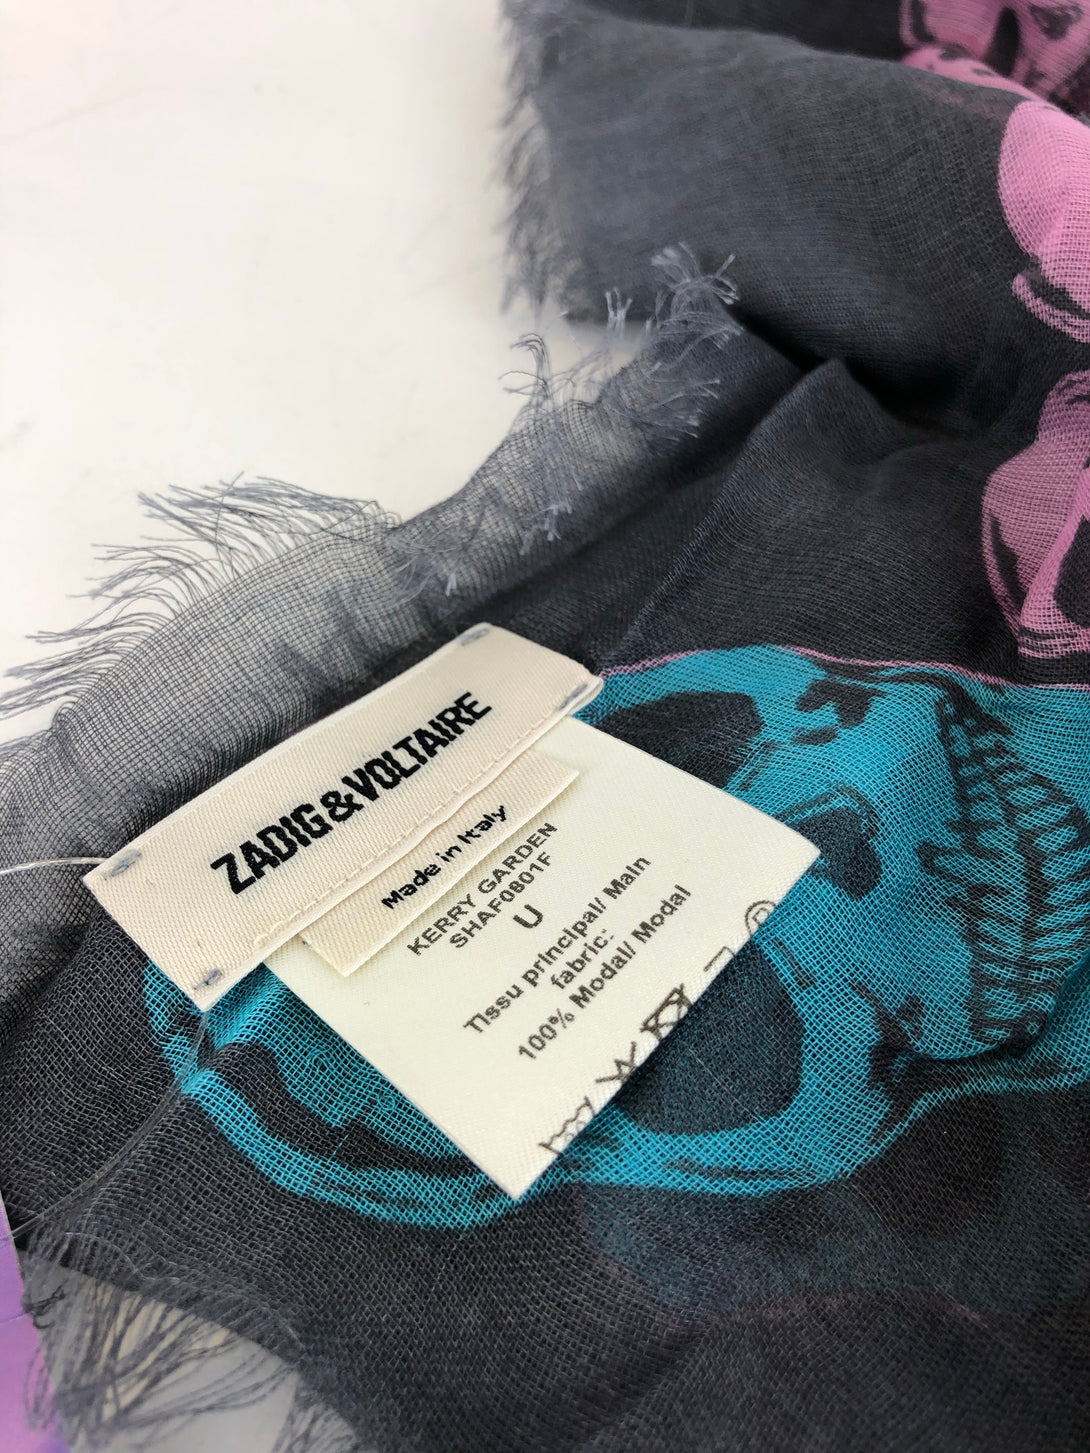 ZADIG&VOLTAIRE
Made in Italy
KERRY GARDEN
SHAF0801F
U
Tissu principal/ Main
fabric:
100% Modal/ Modal